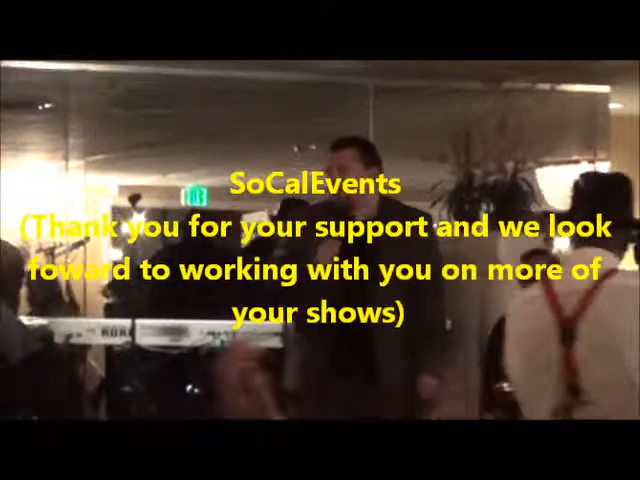 SoCalEvents
(Thank you for your support and we look
foward to working with you on more of
your shows)
KORG